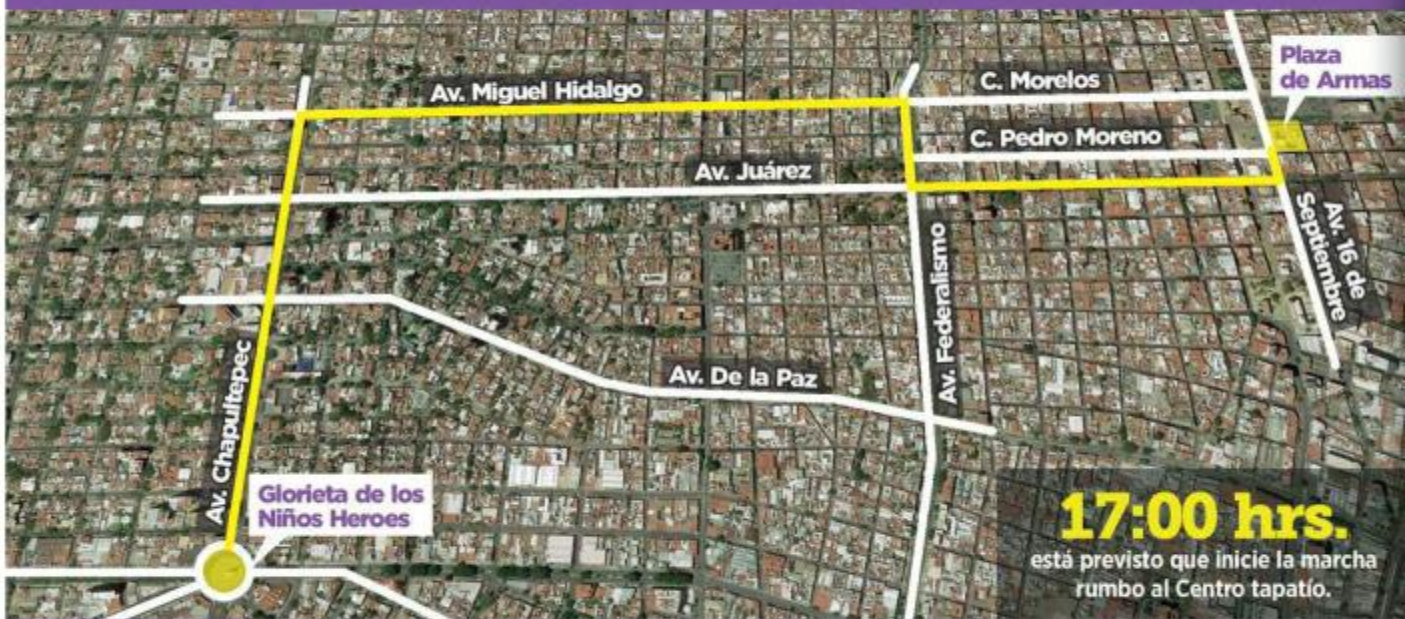 Av. Miguel Hidalgo
C. Morelos
Plaza
de Armas
C. Pedro Moreno
Av. Juárez
Av. 16 de
Septiembre
Av. Federalismo
Av. De la Paz
Av. Chapultepec
Glorieta de los
Niños Heroes
17:00 hrs.
está previsto que inicie la marcha
rumbo al Centro tapatío.